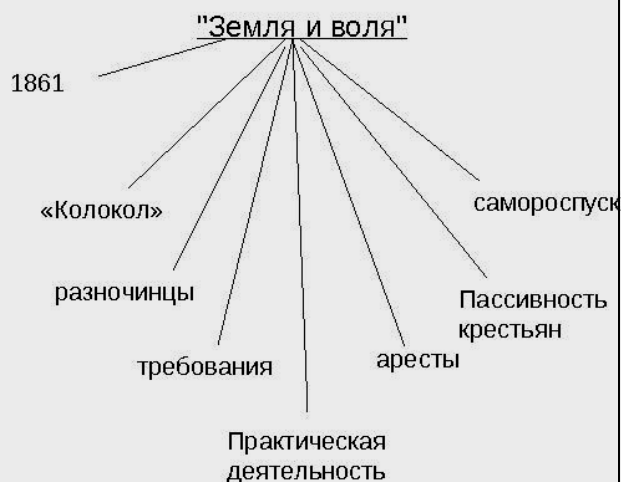 "Земля и воля"
1861
«Колокол»
самороспуск
разночинцы
Пассивность
крестьян
требования
аресты
Практическая
деятельность